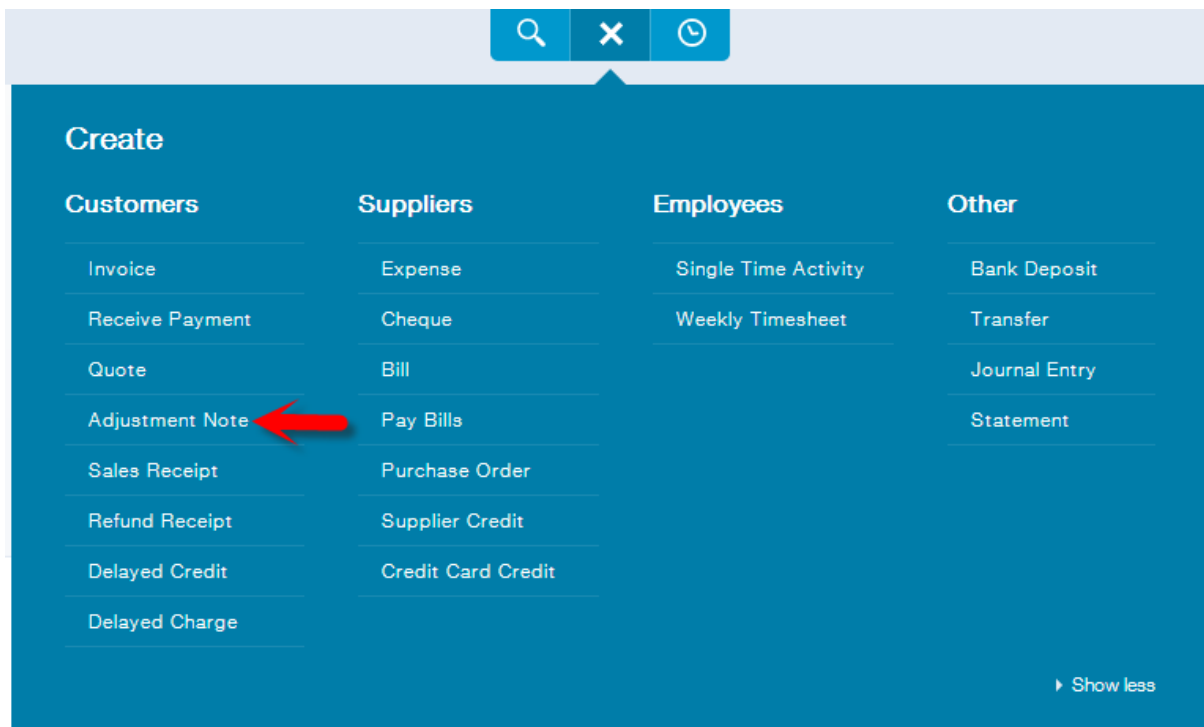 Create
Customers
Invoice
Receive Payment
Quote
Adjustment Note
Sales Receipt
Refund Receipt
Delayed Credit
Delayed Charge
Suppliers
Expense
Cheque
Bill
Pay Bills
Purchase Order
Supplier Credit
Credit Card Credit
Employees
Single Time Activity
Weekly Timesheet
Other
Bank Deposit
Transfer
Journal Entry
Statement
Show less